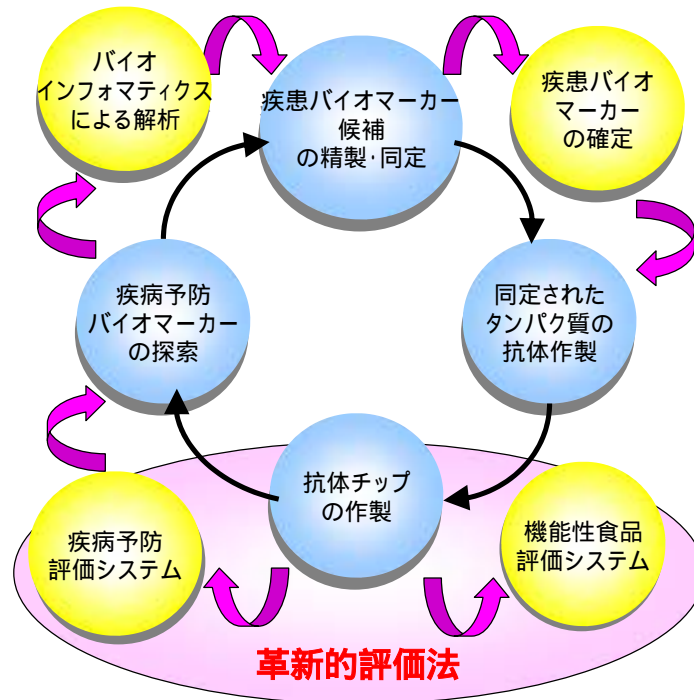 バイオ
インフォマティクス
による解析
疾患バイオマーカー
候補
の精製·同定
疾患バイオ
マーカー
の確定
疾病予防
バイオマーカー
の探索
同定された
タンパク質の
抗体作製
抗体チップ
の作製
疾病予防
評価システム
機能性食品
評価システム
革新的評価法